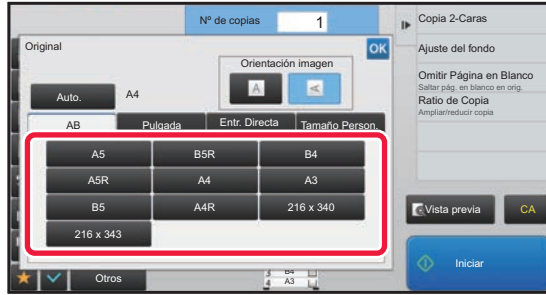 Nº de copias 1
Original
OK
Orientación imagen
Auto. A4
A A
AB Pulgada Entr. Directa Tamaño Person.
A5 B5R B4
A5R A4 A3
B5 A4R 216 x 340
216 x 343
Otros
3 B4
4 A3
Copia 2-Caras
Ajuste del fondo
Omitir Página en Blanco
Saltar pág. en blanco en orig.
Ratio de Copia
Ampliar/reducir copia
Vista previa CA
Iniciar